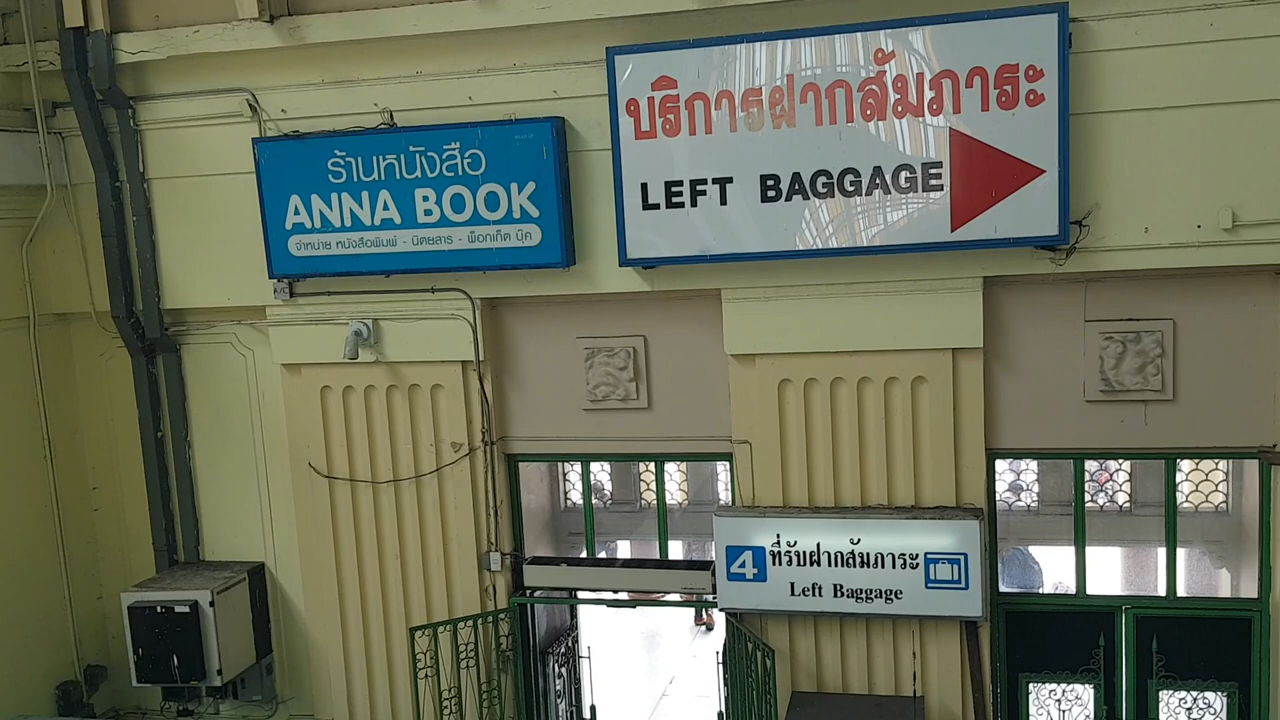 ร้านหนังสือ
ANNA BOOK
จำหน่าย หนังสือพิมพ์ - นิตยสาร - พ็อกเก็ต บุ๊ค
บริการฝากสัมภาระ
LEFT BAGGAGE
4 ที่รับฝากสัมภาระ
Left Baggage